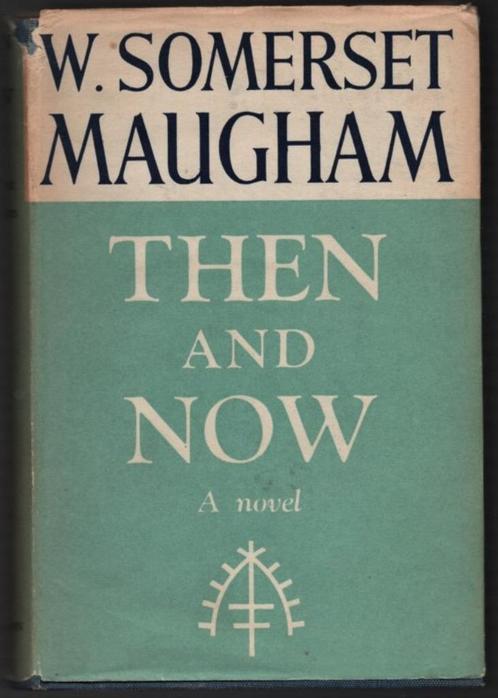 W. SOMERSET
MAUGHAM
THEN
AND
NOW
A novel